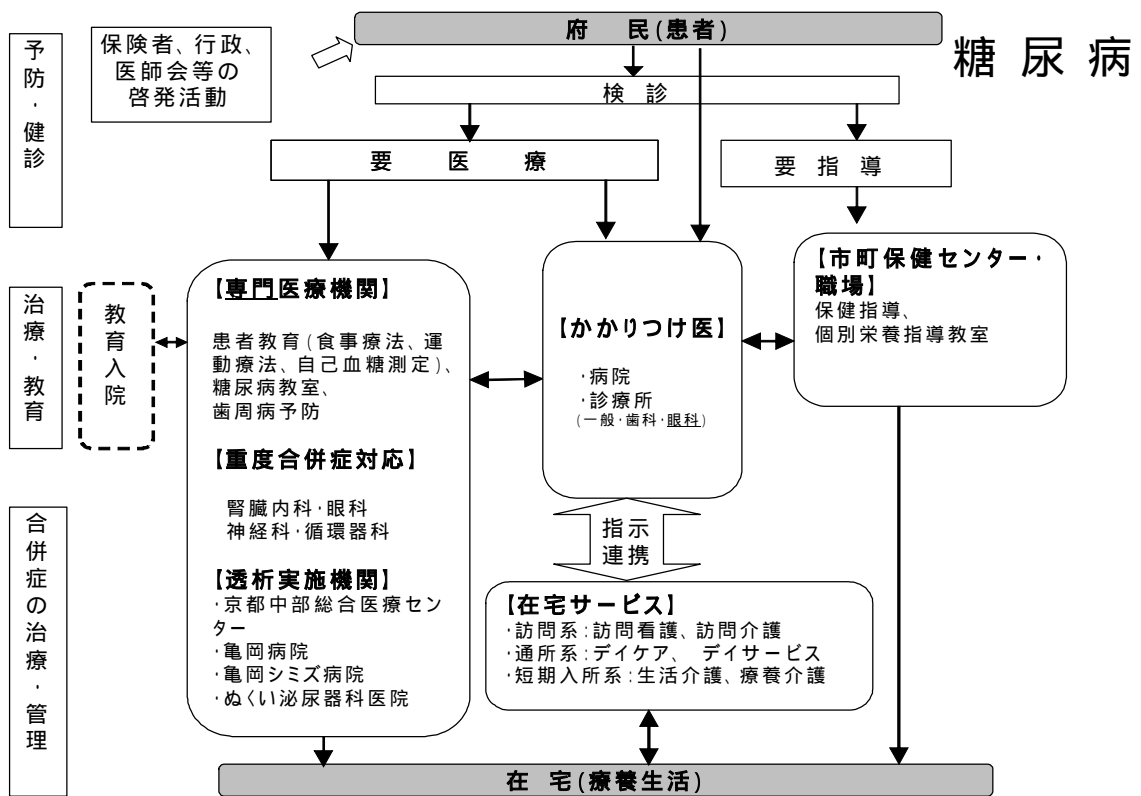 府 民(患者)
糖 尿 病
予防・健診
保険者、行政、
医師会等の
啓発活動
検 診
要 医 療
要 指 導
治療・教育
教育入院
【専門医療機関】
患者教育(食事療法、運
動療法、自己血糖測定)、
糖尿病教室、
歯周病予防
【重度合併症対応】
腎臓内科・眼科
神経科・循環器科
【透析実施機関】
・京都中部総合医療セン
ター
・亀岡病院
・亀岡シミズ病院
・ぬくい泌尿器科医院
【かかりつけ医】
・病院
・診療所
(一般・歯科・眼科)
【市町保健センター・
職場】
保健指導、
個別栄養指導教室
合併症の治療・管理
指示
連携
【在宅サービス】
・訪問系:訪問看護、訪問介護
・通所系:デイケア、 デイサービス
・短期入所系:生活介護、療養介護
在 宅(療養生活)